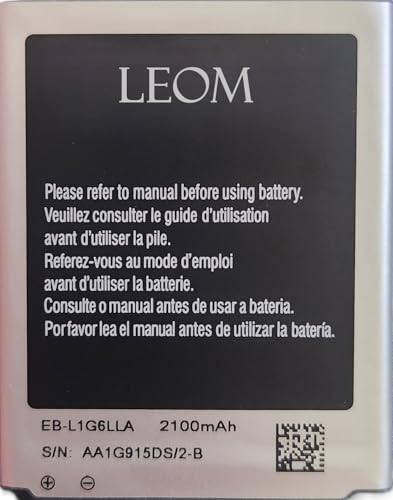 LEOM
Please refer to manual before using battery.
Veuillez consulter le guide d'utilisation
avant d'utiliser la pile.
Referez-vous au mode d'emploi
avant d'utiliser la batterie.
Consulte o manual antes de usar a bateria.
Por favor lea el manual antes de utilizar la batería.
EB-L1G6LLA 2100mAh
S/N: AA1G915DS/2-B
+ -